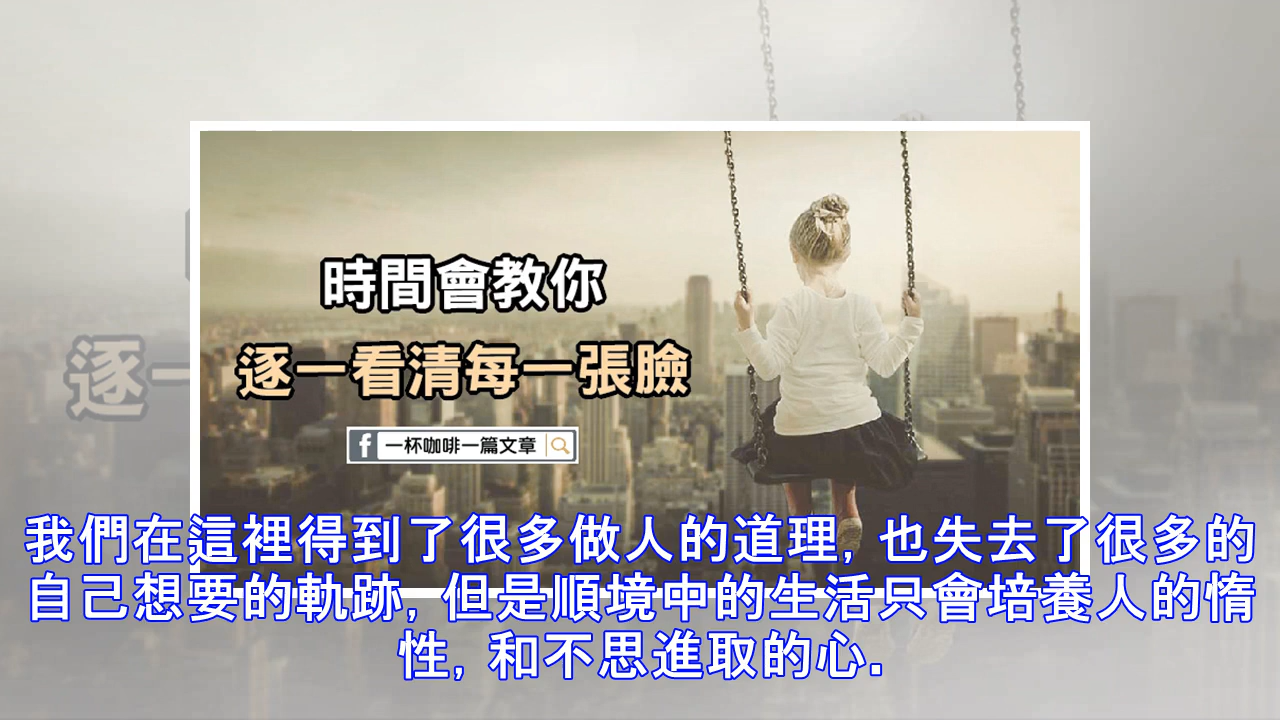 時間會教你
逐一看清每一張臉
f 一杯咖啡一篇文章
逐一
我們在這裡得到了很多做人的道理, 也失去了很多的
自己想要的軌跡, 但是順境中的生活只會培養人的惰
性, 和不思進取的心.